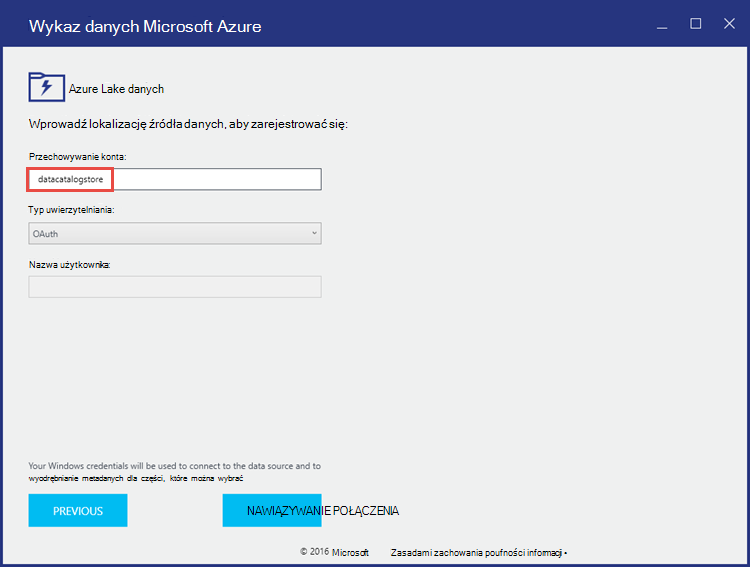 Wykaz danych Microsoft Azure
Azure Lake danych
Wprowadź lokalizację źródła danych, aby zarejestrować się:
Przechowywanie konta:
datacatalogstore
Typ uwierzytelniania:
OAuth
Nazwa użytkownika:
Your Windows credentials will be used to connect to the data source and to
wyodrębnianie metadanych dla części, które można wybrać
PREVIOUS
NAWIĄZYWANIE POŁĄCZENIA
© 2016 Microsoft Zasadami zachowania poufności informacji •